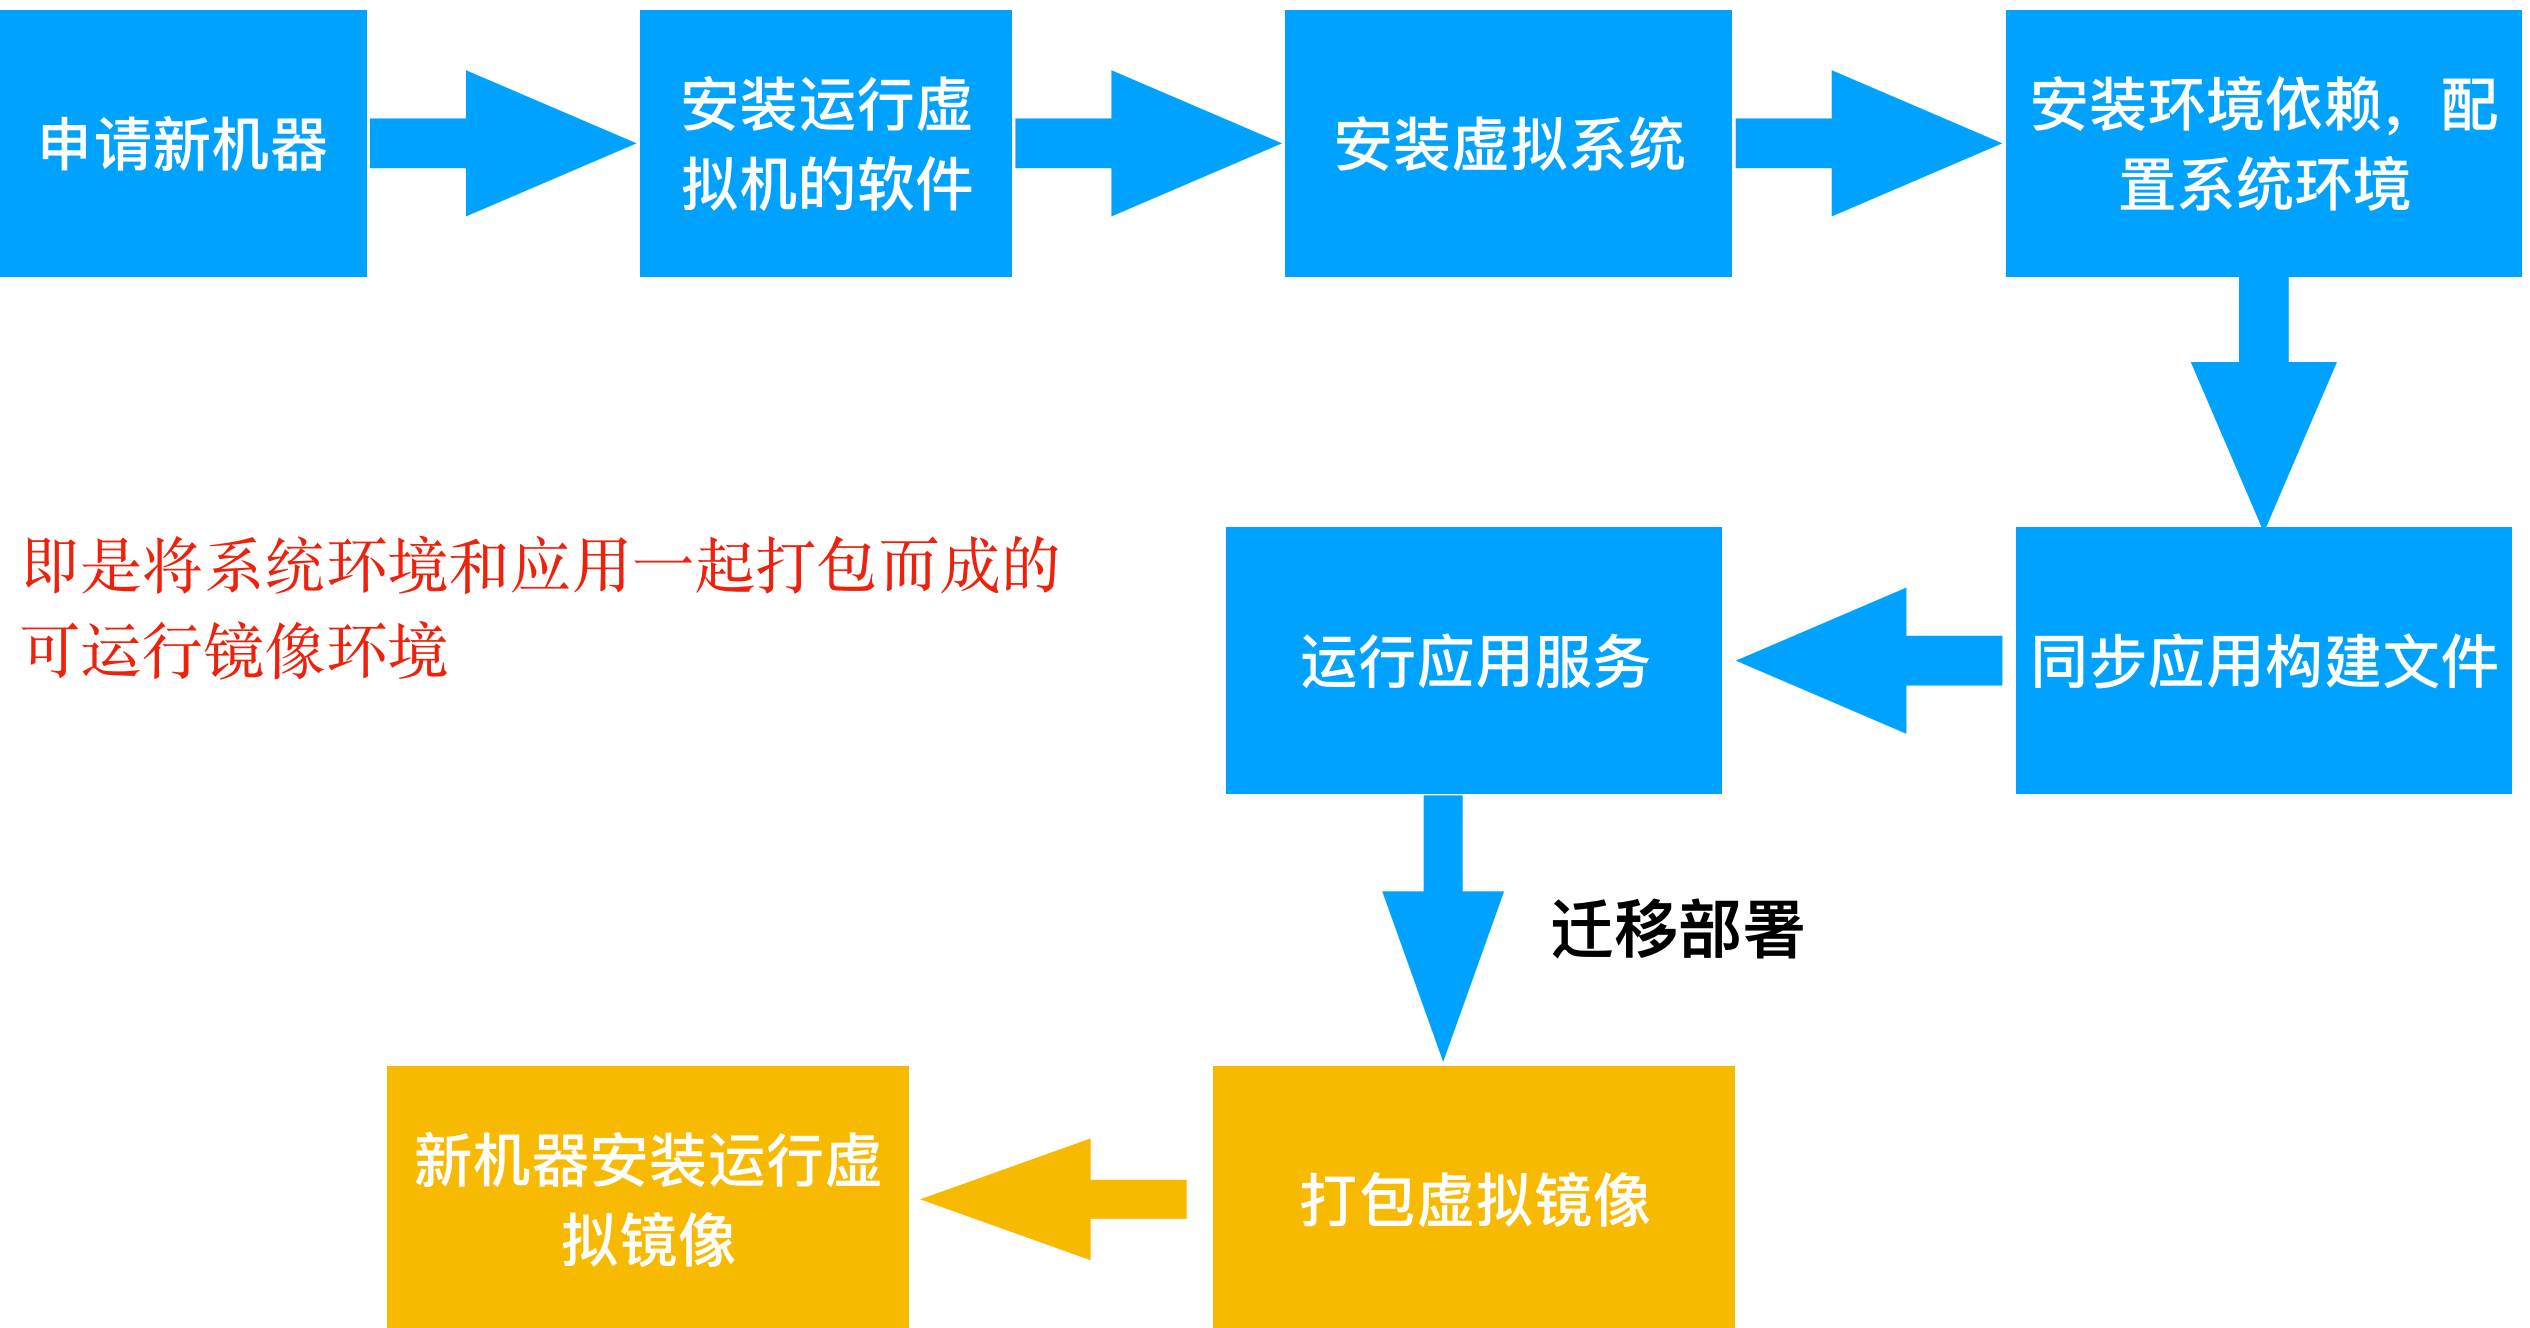 申请新机器
安装运行虚
拟机的软件
安装虚拟系统
安装环境依赖，配
置系统环境
同步应用构建文件
运行应用服务
即是将系统环境和应用一起打包而成的
可运行镜像环境
迁移部署
打包虚拟镜像
新机器安装运行虚
拟镜像